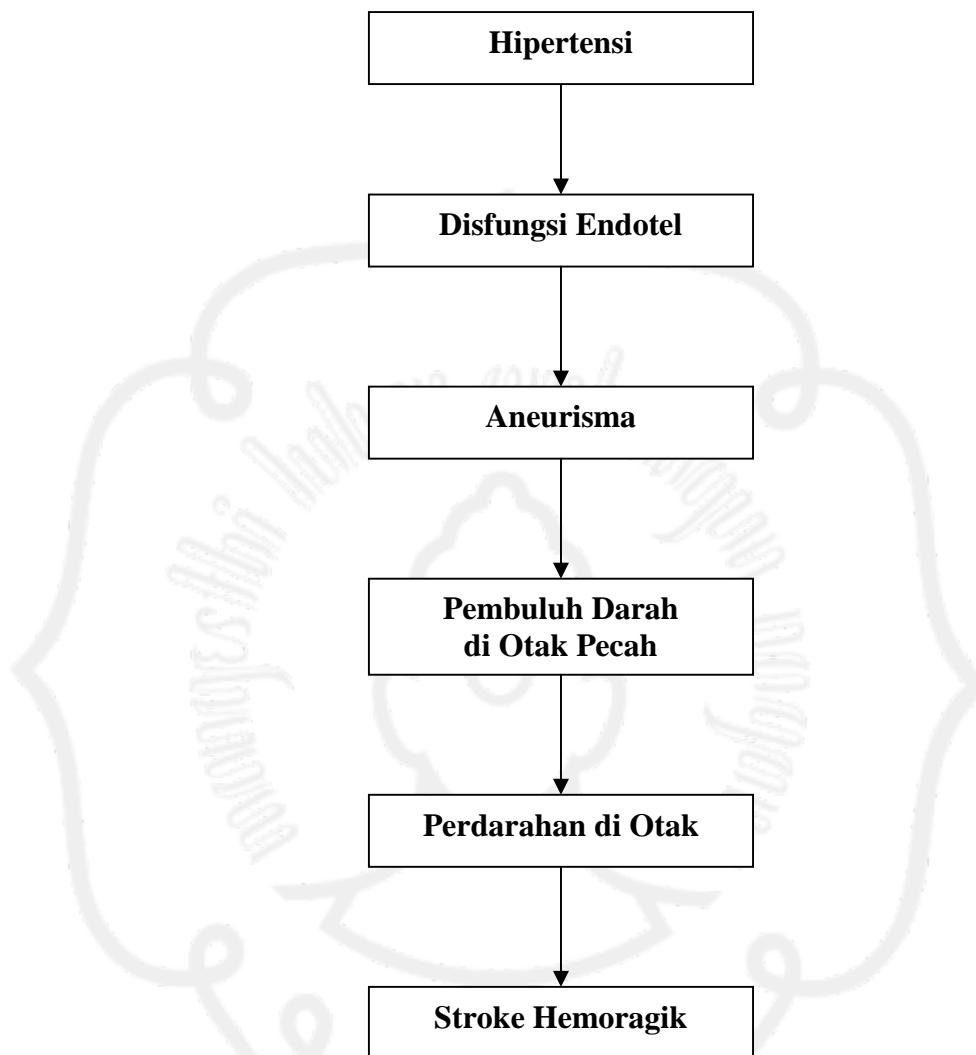 Hipertensi
Disfungsi Endotel
Aneurisma
Pembuluh Darah
di Otak Pecah
Perdarahan di Otak
Stroke Hemoragik